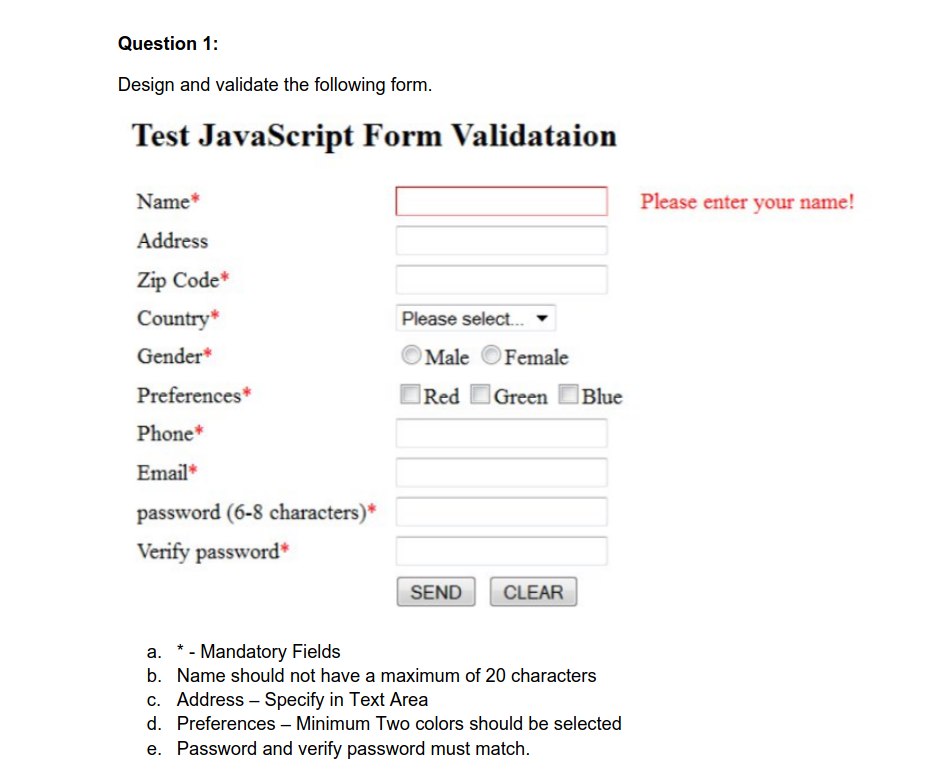 Question 1:
Design and validate the following form.
Test JavaScript Form Validataion
Name* Please enter your name!
Address
Zip Code*
Country* Please select...
Gender* Male Female
Preferences* Red Green Blue
Phone*
Email*
password (6-8 characters)*
Verify password*
SEND CLEAR
a. * - Mandatory Fields
b. Name should not have a maximum of 20 characters
c. Address – Specify in Text Area
d. Preferences – Minimum Two colors should be selected
e. Password and verify password must match.